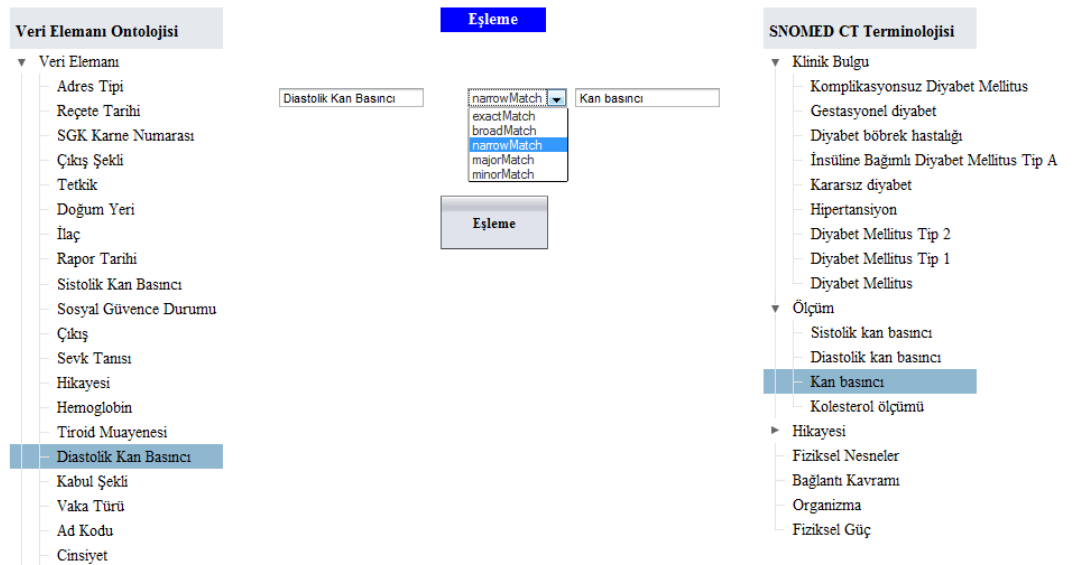 Veri Elemanı Ontolojisi
Veri Elemanı
Adres Tipi
Reçete Tarihi
SGK Karne Numarası
Çıkış Şekli
Tetkik
Doğum Yeri
İlaç
Rapor Tarihi
Sistolik Kan Basıncı
Sosyal Güvence Durumu
Çıkış
Sevk Tanısı
Hikayesi
Hemoglobin
Tiroid Muayenesi
Diastolik Kan Basıncı
Kabul Şekli
Vaka Türü
Ad Kodu
Cinsiyet
Eşleme
Diastolik Kan Basıncı
narrowMatch
Kan basıncı
exactMatch
broadMatch
narrowMatch
majorMatch
minorMatch
Eşleme
SNOMED CT Terminolojisi
Klinik Bulgu
Komplikasyonsuz Diyabet Mellitus
Gestasyonel diyabet
Diyabet böbrek hastalığı
İnsüline Bağımlı Diyabet Mellitus Tip A
Kararsız diyabet
Hipertansiyon
Diyabet Mellitus Tip 2
Diyabet Mellitus Tip 1
Diyabet Mellitus
Ölçüm
Sistolik kan basıncı
Diastolik kan basıncı
Kan basıncı
Kolesterol ölçümü
Hikayesi
Fiziksel Nesneler
Bağlantı Kavramı
Organizma
Fiziksel Güç